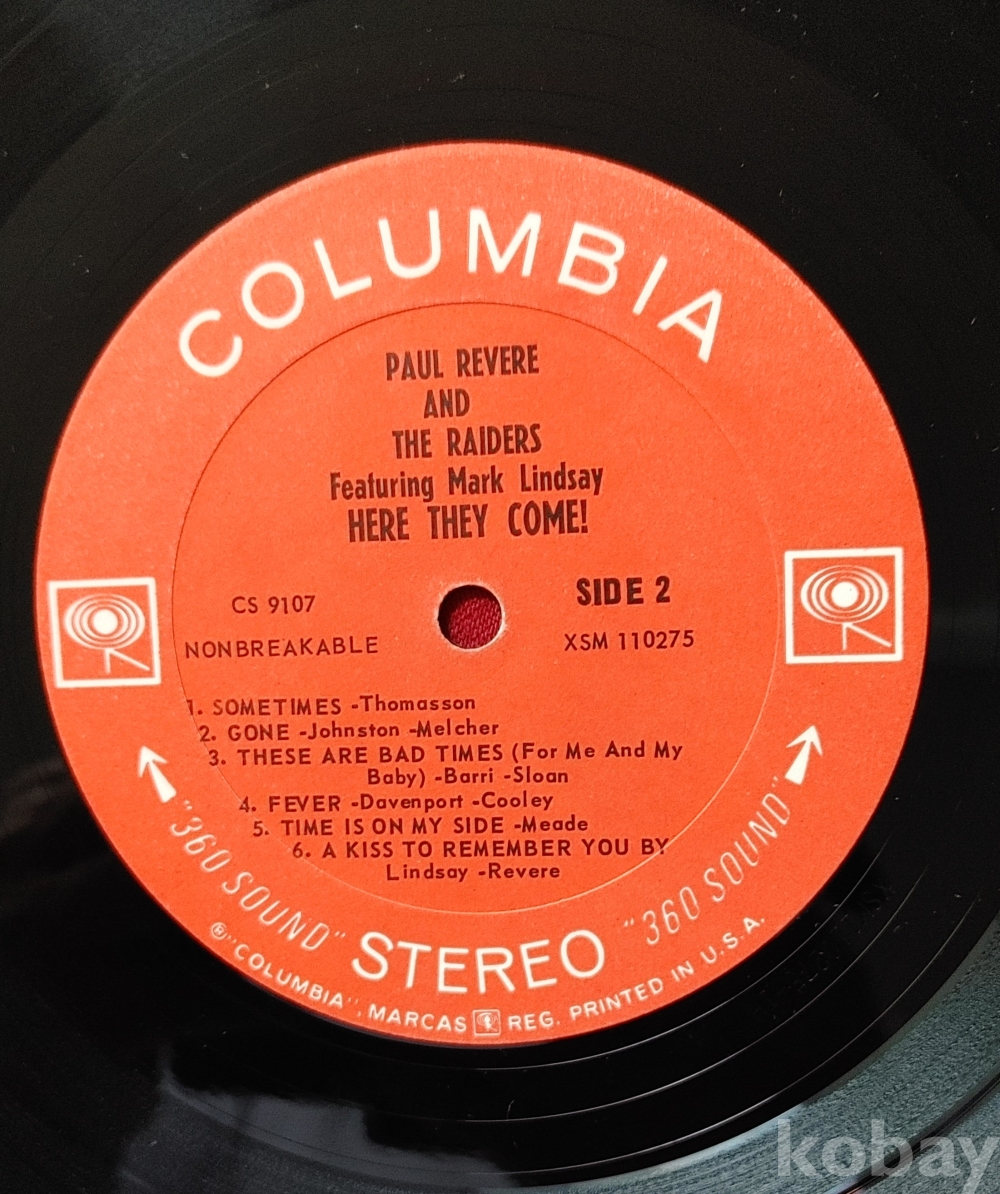 COLUMBIA
PAUL REVERE
AND
THE RAIDERS
Featuring Mark Lindsay
HERE THEY COME!
CS 9107
SIDE 2
NONBREAKABLE
XSM 110275
1. SOMETIMES -Thomasson
2. GONE -Johnston -Melcher
3. THESE ARE BAD TIMES (For Me And My
Baby) -Barri -Sloan
4. FEVER -Davenport -Cooley
5. TIME IS ON MY SIDE -Meade
6. A KISS TO REMEMBER YOU BY
Lindsay -Revere
"360 SOUND" STEREO "360 SOUND"
® "COLUMBIA", MARCAS REG. PRINTED IN U.S.A.
kobay